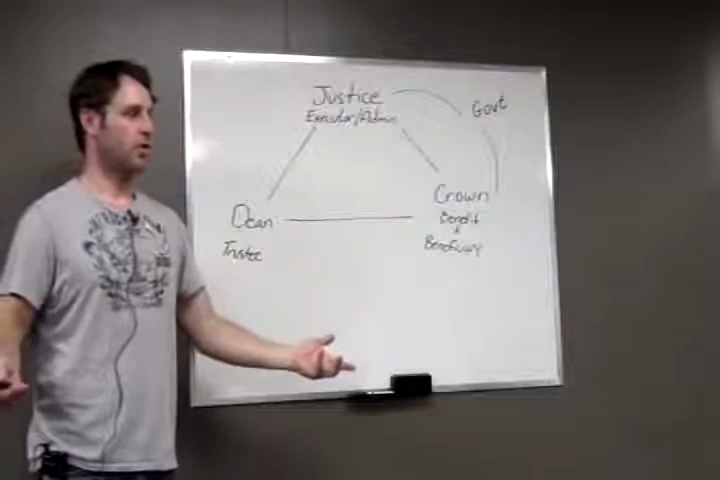 Justice
Executor/Admin
Govt
Crown
Benefit
+
Beneficiary
Dean
Trustee